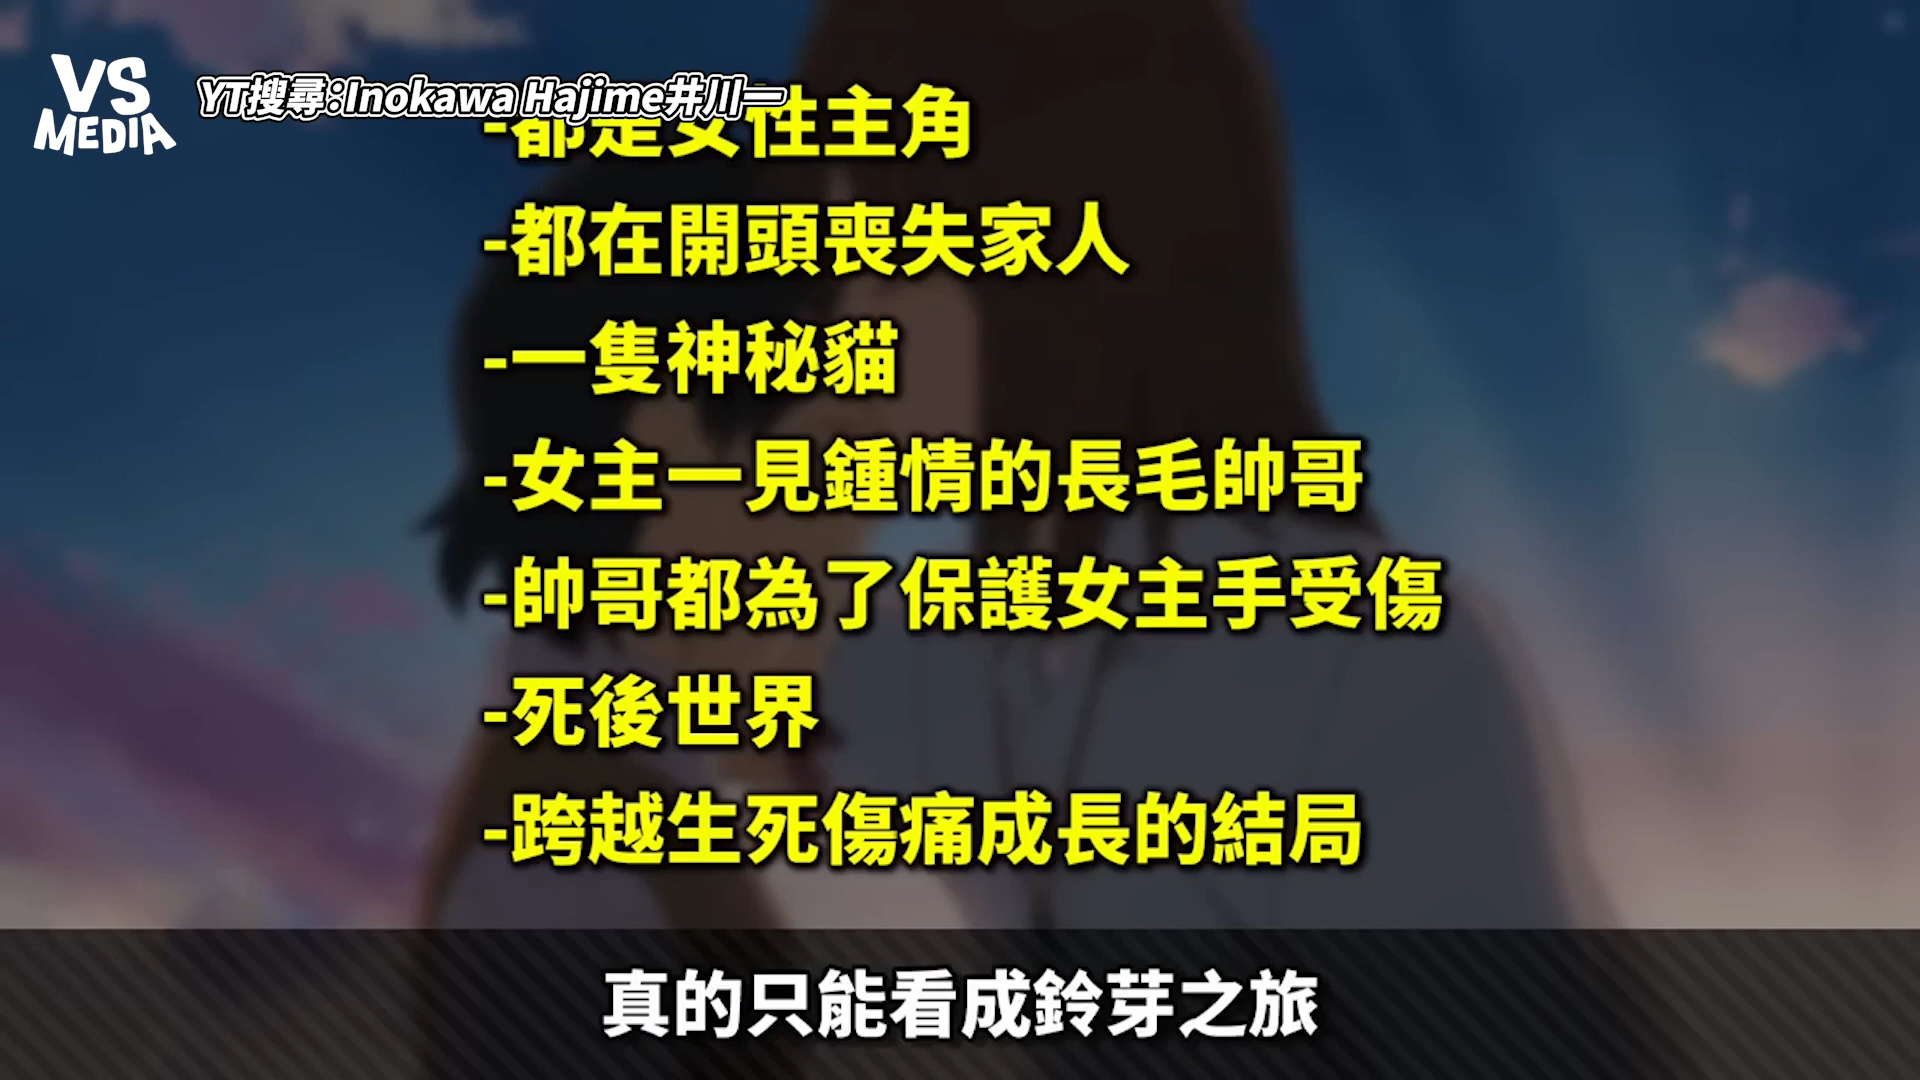 VS
MEDIA
YT搜尋:Inokawa Hajime井川一
-都是女性主角
-都在開頭喪失家人
-一隻神秘貓
-女主一見鍾情的長毛帥哥
-帥哥都為了保護女主手受傷
-死後世界
-跨越生死傷痛成長的結局
真的只能看成鈴芽之旅